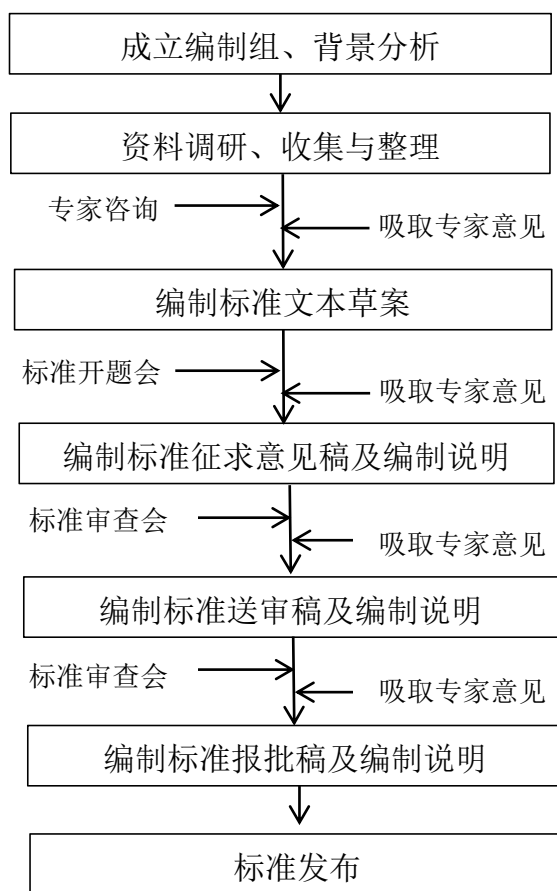 成立编制组、背景分析
资料调研、收集与整理
专家咨询
吸取专家意见
编制标准文本草案
标准开题会
吸取专家意见
编制标准征求意见稿及编制说明
标准审查会
吸取专家意见
编制标准送审稿及编制说明
标准审查会
吸取专家意见
编制标准报批稿及编制说明
标准发布